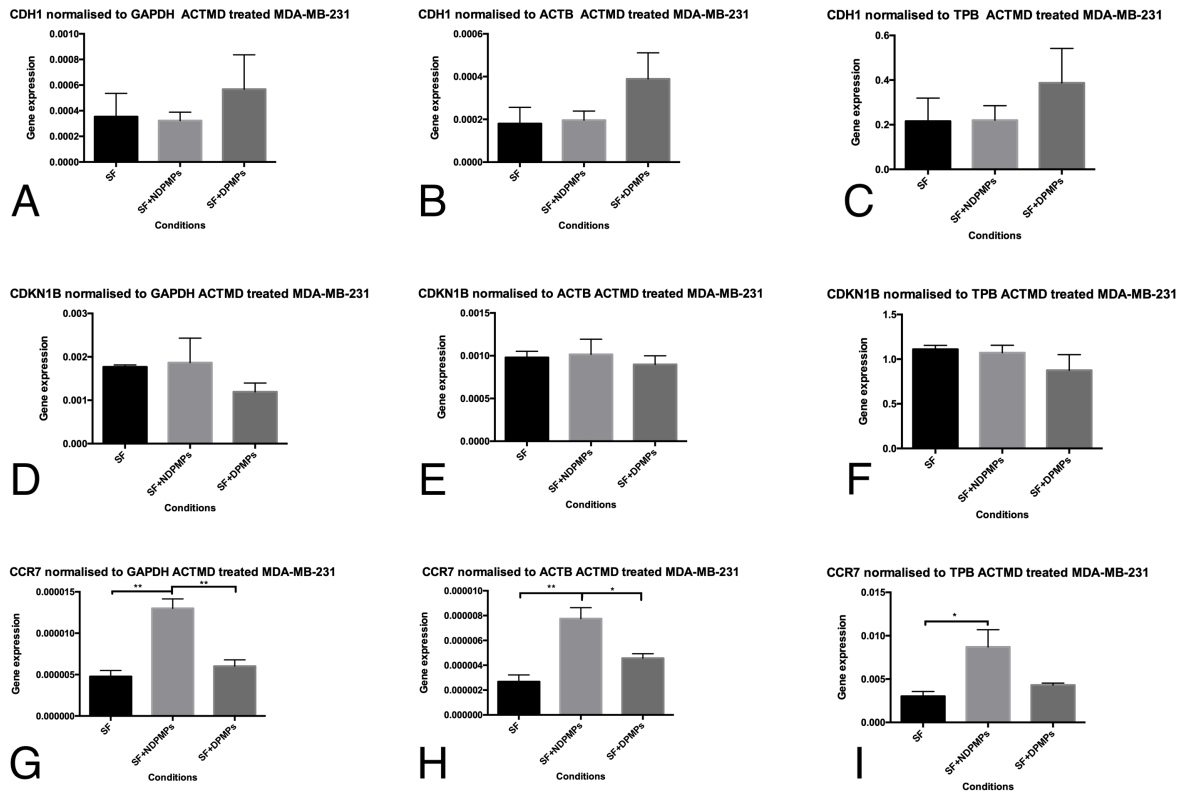 CDH1 normalised to GAPDH ACTMD treated MDA-MB-231
Gene expression
0.0010
0.0008
0.0006
0.0004
0.0002
0.0000
SF
SF+NDPMPs
SF+DPMPs
Conditions
A
CDH1 normalised to ACTB ACTMD treated MDA-MB-231
Gene expression
0.0006
0.0004
0.0002
0.0000
SF
SF+NDPMPs
SF+DPMPs
Conditions
B
CDH1 normalised to TPB ACTMD treated MDA-MB-231
Gene expression
0.6
0.4
0.2
0.0
SF
SF+NDPMPs
SF+DPMPs
Conditions
C
CDKN1B normalised to GAPDH ACTMD treated MDA-MB-231
Gene expression
0.003
0.002
0.001
0.000
SF
SF+NDPMPs
SF+DPMPs
Conditions
D
CDKN1B normalised to ACTB ACTMD treated MDA-MB-231
Gene expression
0.0015
0.0010
0.0005
0.0000
SF
SF+NDPMPs
SF+DPMPs
Conditions
E
CDKN1B normalised to TPB ACTMD treated MDA-MB-231
Gene expression
1.5
1.0
0.5
0.0
SF
SF+NDPMPs
SF+DPMPs
Conditions
F
CCR7 normalised to GAPDH ACTMD treated MDA-MB-231
** **
Gene expression
0.000015
0.000010
0.000005
0.000000
SF
SF+NDPMPs
SF+DPMPs
Conditions
G
CCR7 normalised to ACTB ACTMD treated MDA-MB-231
** *
Gene expression
0.000010
0.000008
0.000006
0.000004
0.000002
0.000000
SF
SF+NDPMPs
SF+DPMPs
Conditions
H
CCR7 normalised to TPB ACTMD treated MDA-MB-231
*
Gene expression
0.015
0.010
0.005
0.000
SF
SF+NDPMPs
SF+DPMPs
Conditions
I